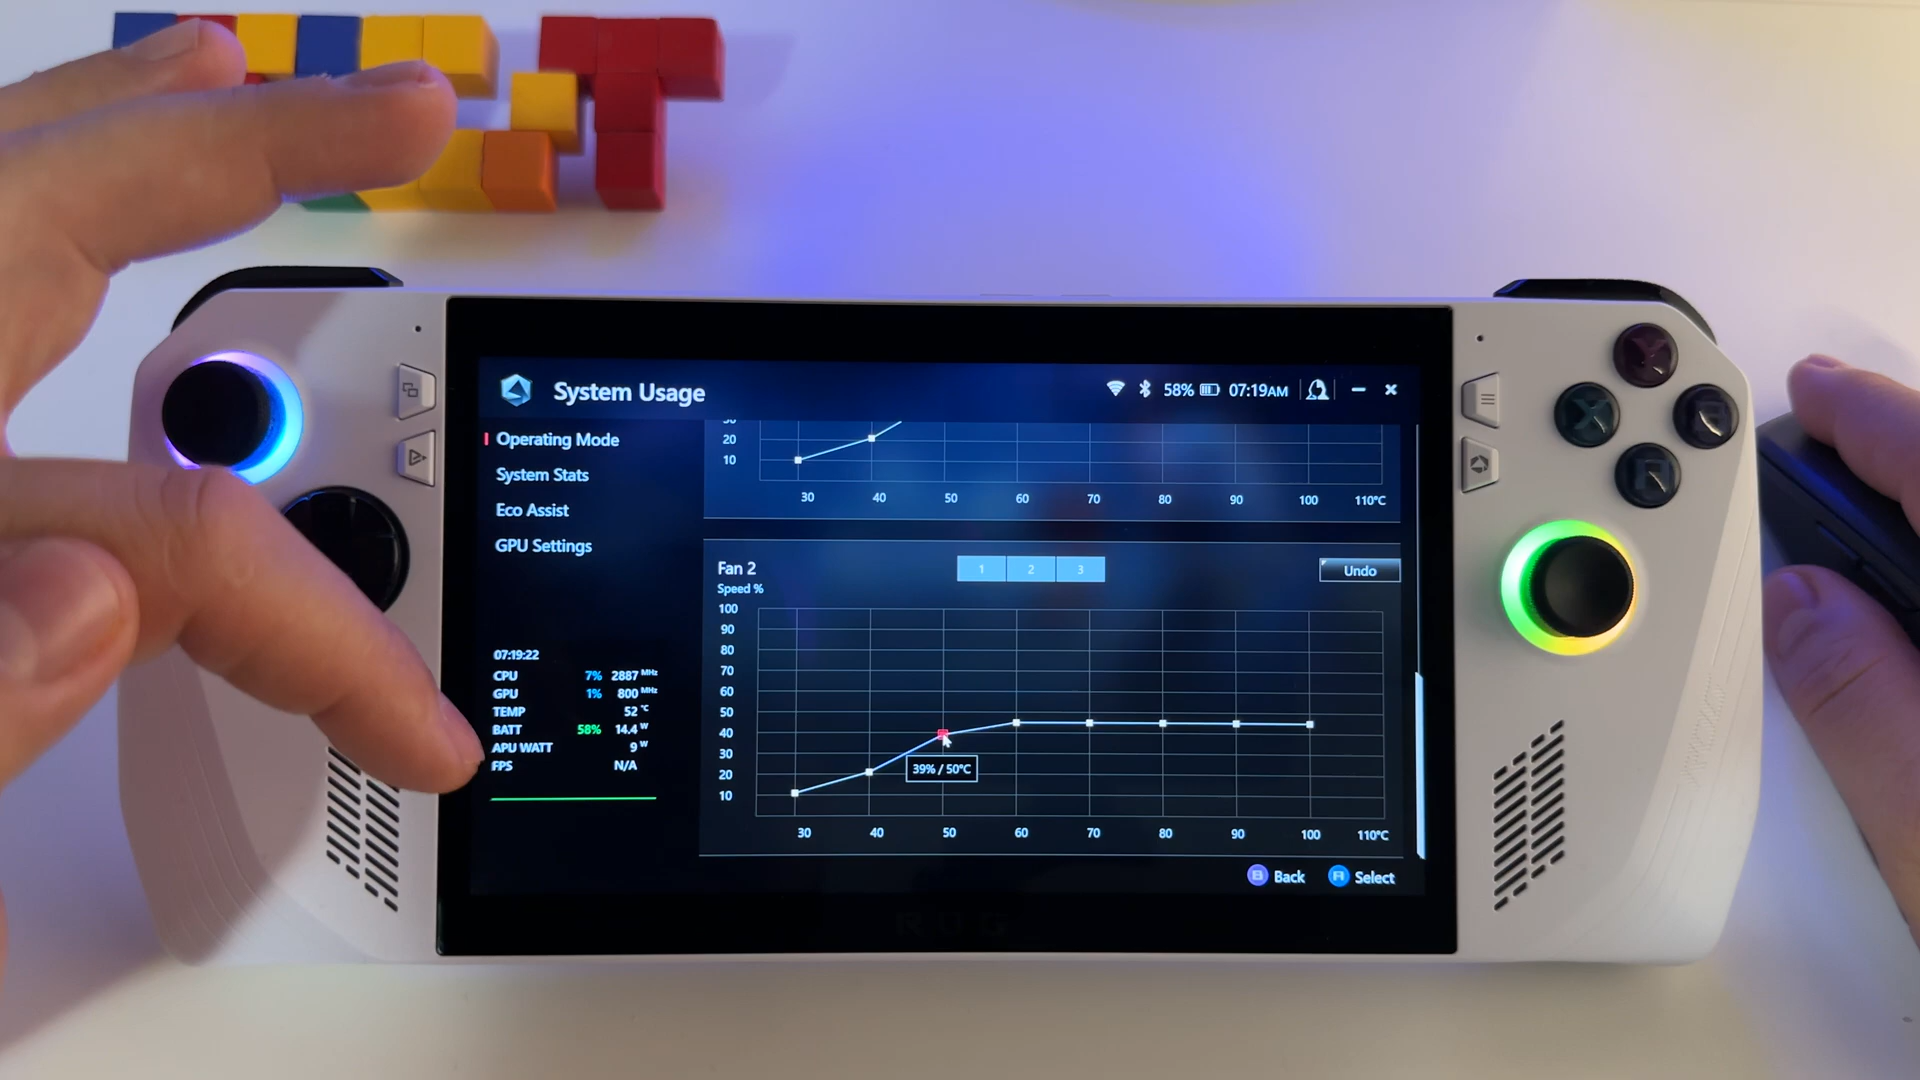 System Usage
58% 07:19AM
Operating Mode
System Stats
Eco Assist
GPU Settings
20
10
30 40 50 60 70 80 90 100 110°C
Fan 2
1 2 3
Undo
Speed %
100
90
80
70
60
50
40
30
20
10
39% / 50°C
30 40 50 60 70 80 90 100 110°C
07:19:22
CPU 7% 2887 MHz
GPU 1% 800 MHz
TEMP 52 °C
BATT 58% 14.4 W
APU WATT 9 W
FPS N/A
B Back
A Select
ROG
Y
X
B
A